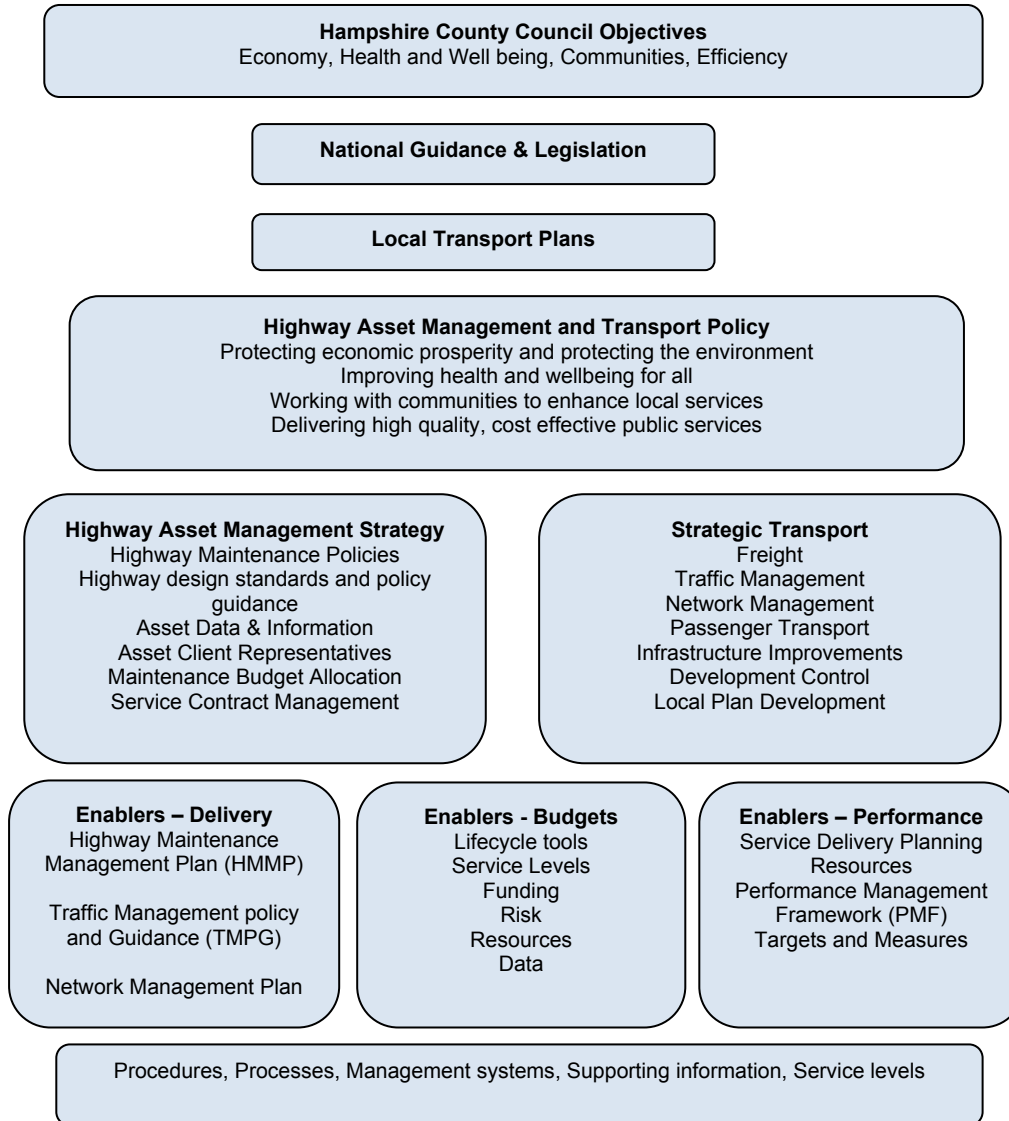 Hampshire County Council Objectives
Economy, Health and Well being, Communities, Efficiency
National Guidance & Legislation
Local Transport Plans
Highway Asset Management and Transport Policy
Protecting economic prosperity and protecting the environment
Improving health and wellbeing for all
Working with communities to enhance local services
Delivering high quality, cost effective public services
Highway Asset Management Strategy
Highway Maintenance Policies
Highway design standards and policy
guidance
Asset Data & Information
Asset Client Representatives
Maintenance Budget Allocation
Service Contract Management
Strategic Transport
Freight
Traffic Management
Network Management
Passenger Transport
Infrastructure Improvements
Development Control
Local Plan Development
Enablers – Delivery
Highway Maintenance
Management Plan (HMMP)
Traffic Management policy
and Guidance (TMPG)
Network Management Plan
Enablers - Budgets
Lifecycle tools
Service Levels
Funding
Risk
Resources
Data
Enablers – Performance
Service Delivery Planning
Resources
Performance Management
Framework (PMF)
Targets and Measures
Procedures, Processes, Management systems, Supporting information, Service levels